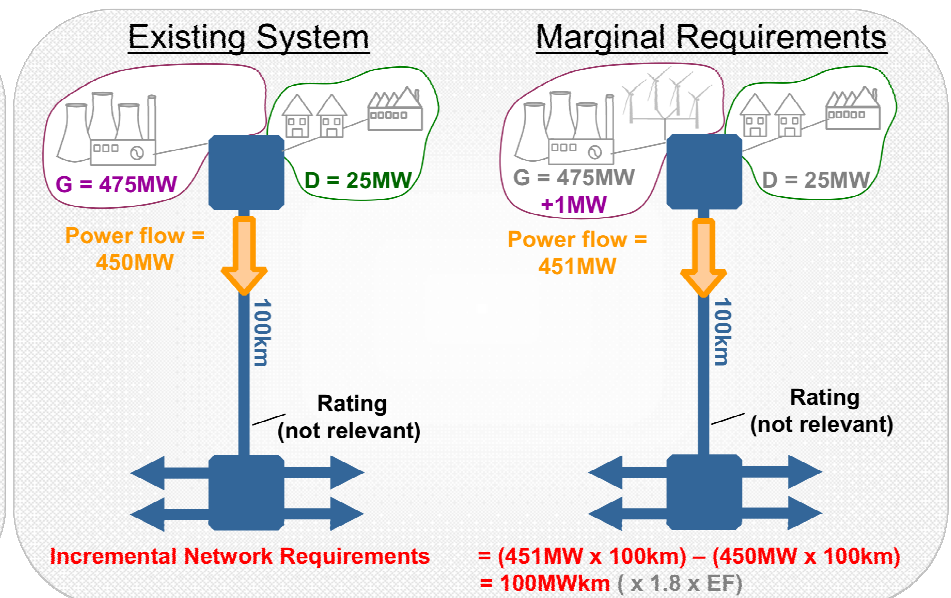 Existing System
Marginal Requirements
G = 475MW
D = 25MW
G = 475MW
+1MW
D = 25MW
Power flow =
450MW
Power flow =
451MW
100km
100km
Rating
(not relevant)
Rating
(not relevant)
Incremental Network Requirements = (451MW x 100km) – (450MW x 100km)
= 100MWkm ( x 1.8 x EF)